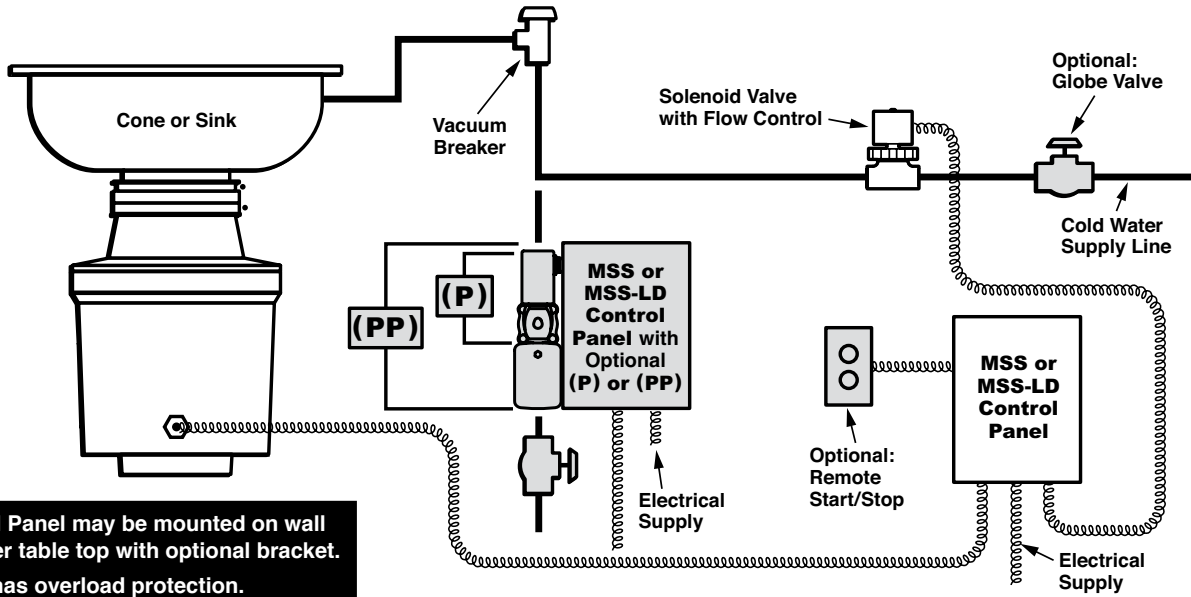 Cone or Sink
Vacuum
Breaker
Solenoid Valve
with Flow Control
Optional:
Globe Valve
Cold Water
Supply Line
(P)
(PP)
MSS or
MSS-LD
Control
Panel with
Optional
(P) or (PP)
Electrical
Supply
Optional:
Remote
Start/Stop
MSS or
MSS-LD
Control
Panel
Electrical
Supply
Panel may be mounted on wall
table top with optional bracket.
has overload protection.